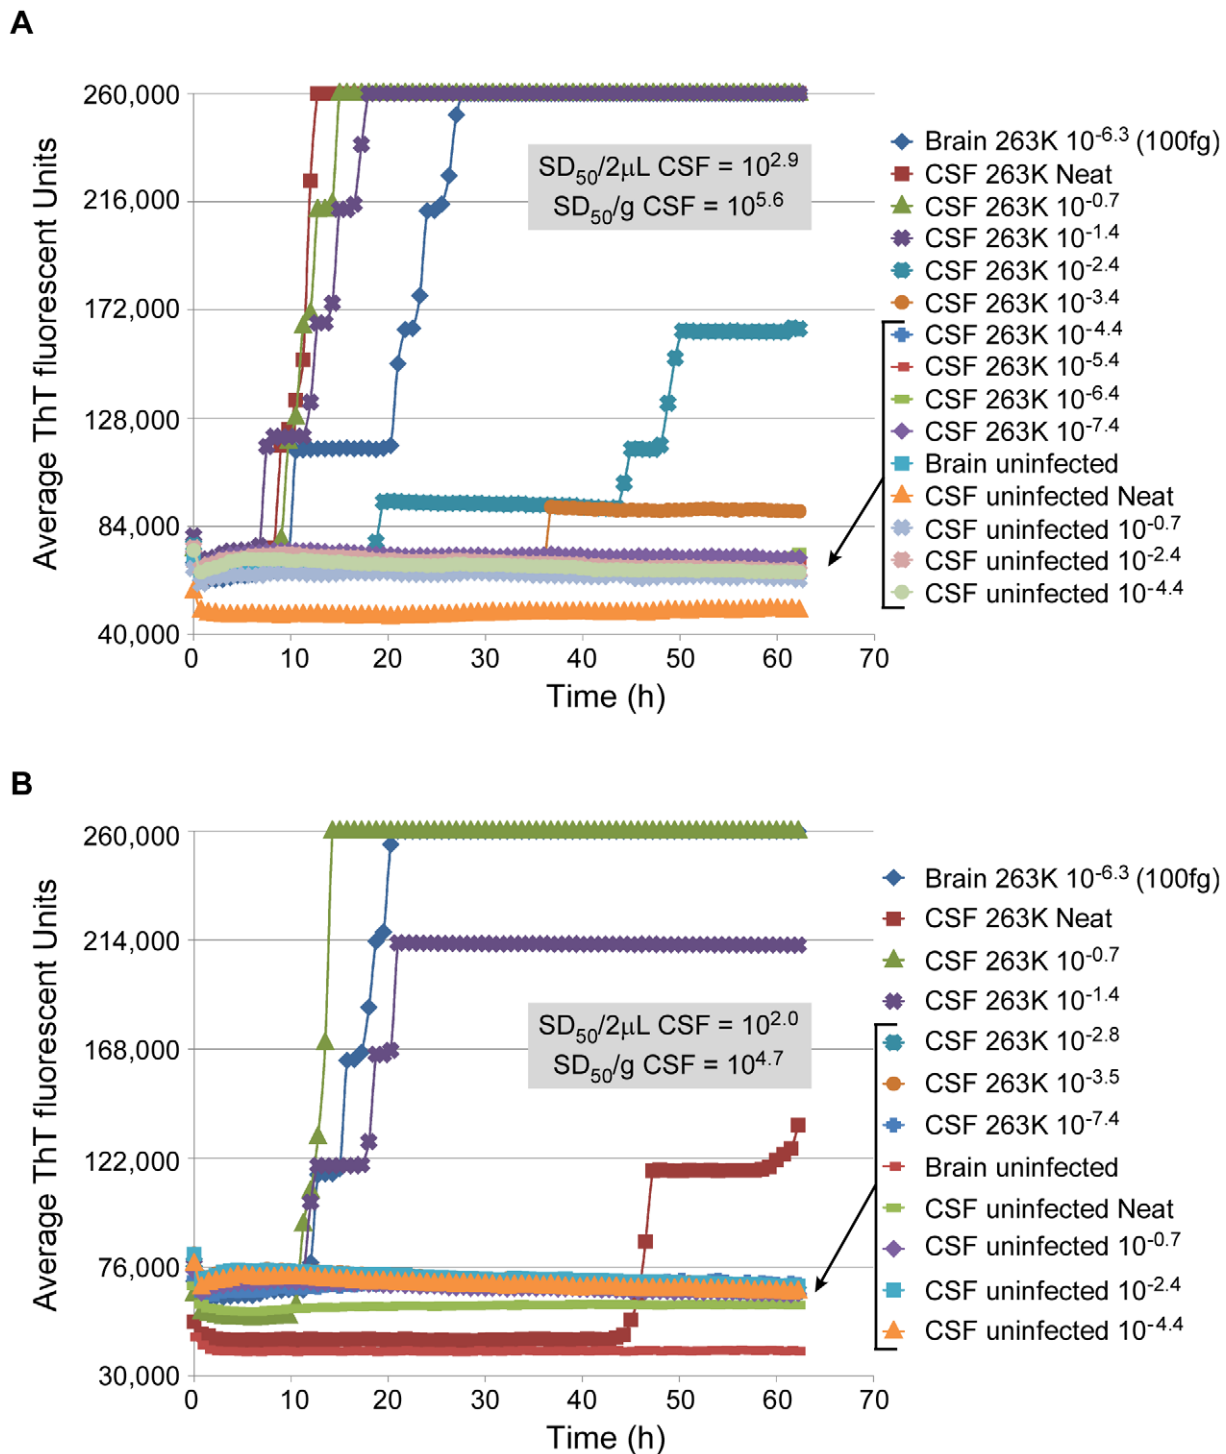 A
260,000
216,000
172,000
128,000
84,000
40,000
Average ThT fluorescent Units
0 10 20 30 40 50 60 70
Time (h)
SD50/2μL CSF = 10^2.9
SD50/g CSF = 10^5.6
Brain 263K 10^-6.3 (100fg)
CSF 263K Neat
CSF 263K 10^-0.7
CSF 263K 10^-1.4
CSF 263K 10^-2.4
CSF 263K 10^-3.4
CSF 263K 10^-4.4
CSF 263K 10^-5.4
CSF 263K 10^-6.4
CSF 263K 10^-7.4
Brain uninfected
CSF uninfected Neat
CSF uninfected 10^-0.7
CSF uninfected 10^-2.4
CSF uninfected 10^-4.4
B
260,000
214,000
168,000
122,000
76,000
30,000
Average ThT fluorescent Units
0 10 20 30 40 50 60 70
Time (h)
SD50/2μL CSF = 10^2.0
SD50/g CSF = 10^4.7
Brain 263K 10^-6.3 (100fg)
CSF 263K Neat
CSF 263K 10^-0.7
CSF 263K 10^-1.4
CSF 263K 10^-2.8
CSF 263K 10^-3.5
CSF 263K 10^-7.4
Brain uninfected
CSF uninfected Neat
CSF uninfected 10^-0.7
CSF uninfected 10^-2.4
CSF uninfected 10^-4.4